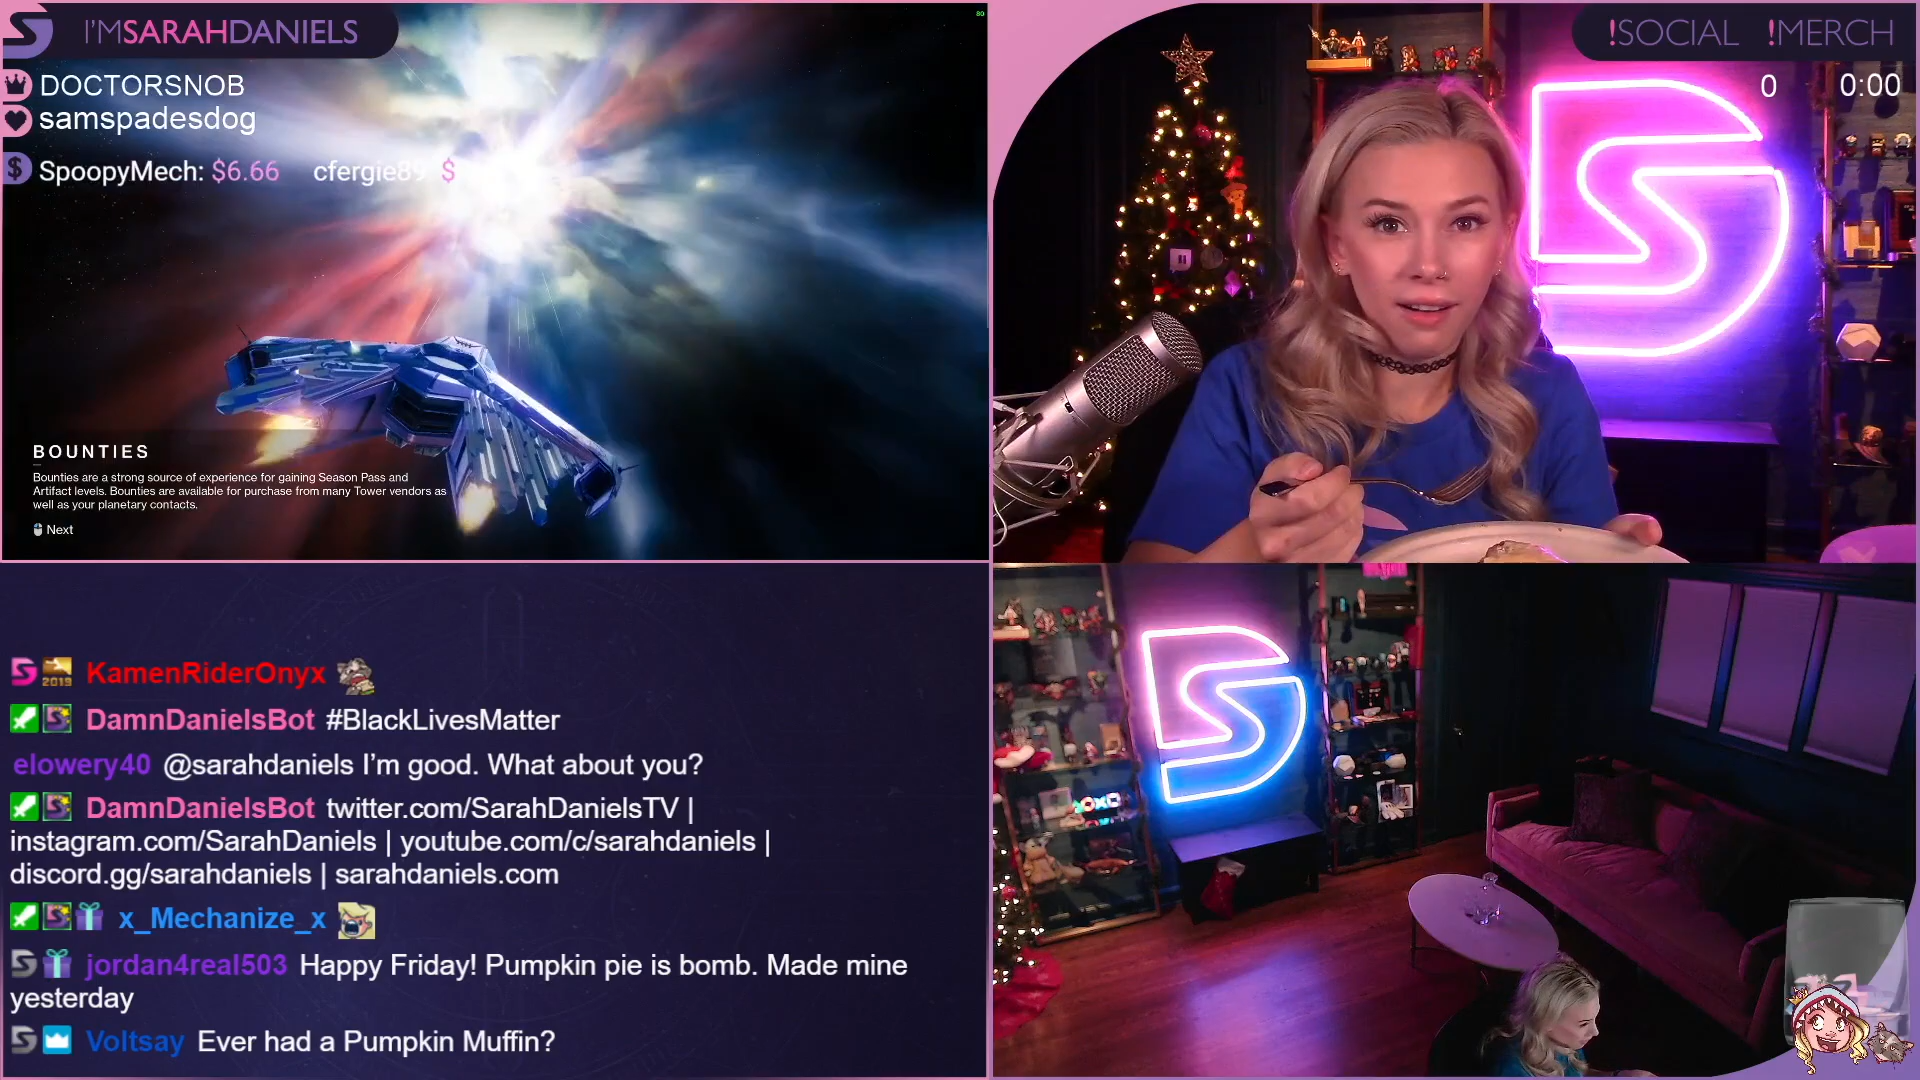 I'MSARAHDANIELS
DOCTORSNOB
samspadesdog
SpoopyMech: $6.66 cfergie89 $
80
BOUNTIES
Bounties are a strong source of experience for gaining Season Pass and
Artifact levels. Bounties are available for purchase from many Tower vendors as
well as your planetary contacts.
Next
!SOCIAL !MERCH
0 0:00
2019 KamenRiderOnyx
DamnDanielsBot #BlackLivesMatter
elowery40 @sarahdaniels I’m good. What about you?
DamnDanielsBot twitter.com/SarahDanielsTV |
instagram.com/SarahDaniels | youtube.com/c/sarahdaniels |
discord.gg/sarahdaniels | sarahdaniels.com
x_Mechanize_x
jordan4real503 Happy Friday! Pumpkin pie is bomb. Made mine
yesterday
Voltsay Ever had a Pumpkin Muffin?